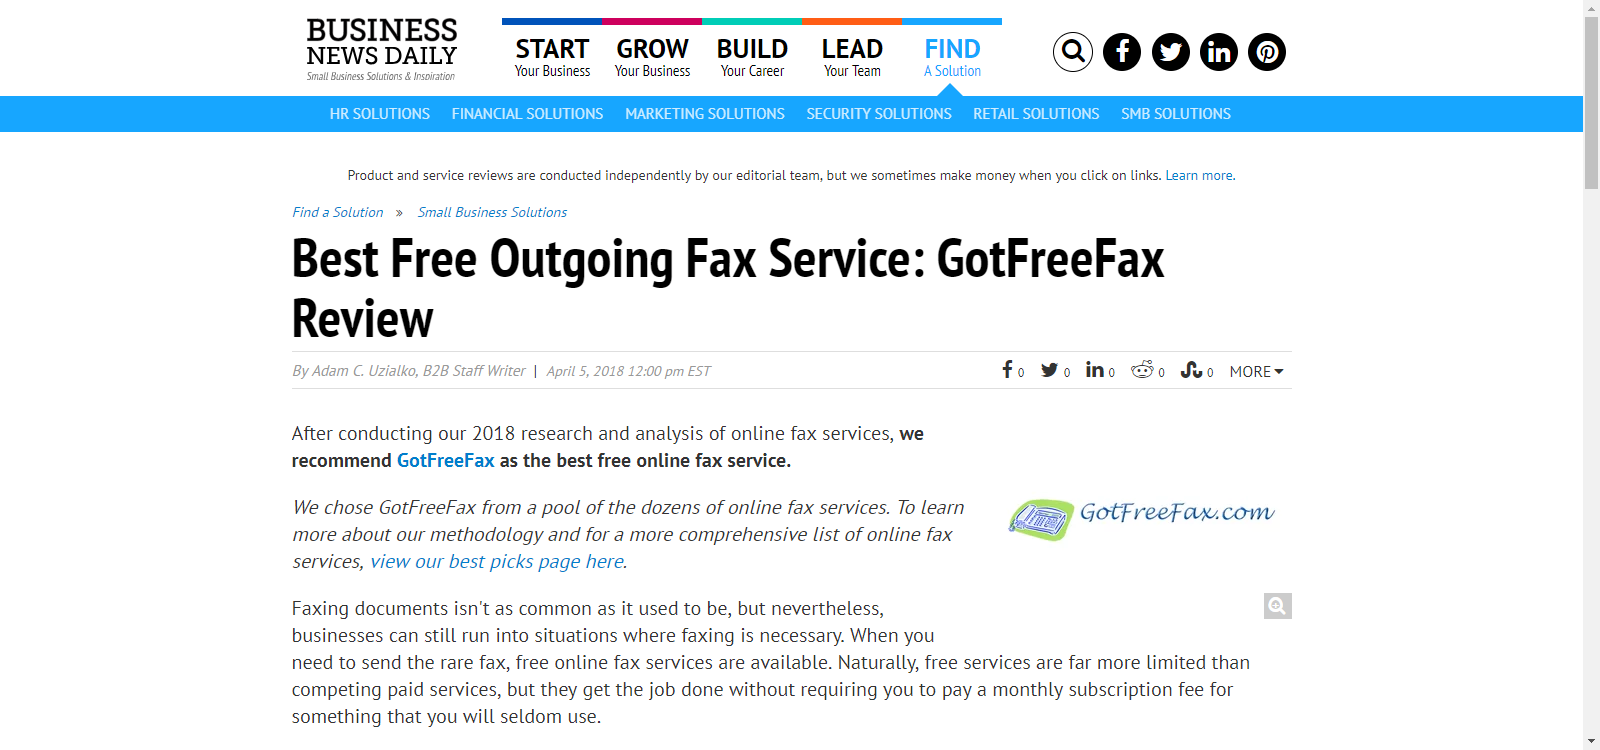 BUSINESS
NEWS DAILY
Small Business Solutions & Inspiration
START
Your Business
GROW
Your Business
BUILD
Your Career
LEAD
Your Team
FIND
A Solution
HR SOLUTIONS FINANCIAL SOLUTIONS MARKETING SOLUTIONS SECURITY SOLUTIONS RETAIL SOLUTIONS SMB SOLUTIONS
Product and service reviews are conducted independently by our editorial team, but we sometimes make money when you click on links. Learn more.
Find a Solution » Small Business Solutions
Best Free Outgoing Fax Service: GotFreeFax
Review
By Adam C. Uzialko, B2B Staff Writer | April 5, 2018 12:00 pm EST
0 0 0 0 0 MORE
After conducting our 2018 research and analysis of online fax services, we
recommend GotFreeFax as the best free online fax service.
We chose GotFreeFax from a pool of the dozens of online fax services. To learn
more about our methodology and for a more comprehensive list of online fax
services, view our best picks page here.
GotFreeFax.com
Faxing documents isn't as common as it used to be, but nevertheless,
businesses can still run into situations where faxing is necessary. When you
need to send the rare fax, free online fax services are available. Naturally, free services are far more limited than
competing paid services, but they get the job done without requiring you to pay a monthly subscription fee for
something that you will seldom use.